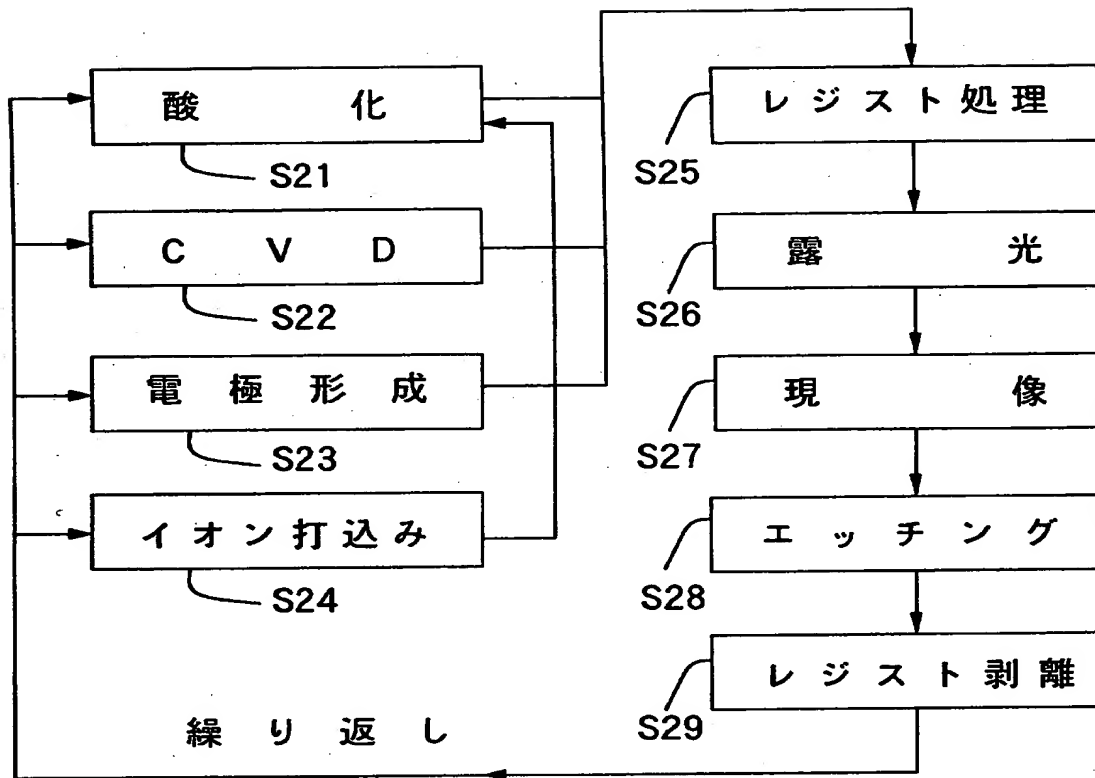 酸化
S21
CVD
S22
電極形成
S23
イオン打込み
S24
繰り返し
レジスト処理
S25
露光
S26
現像
S27
エッチング
S28
レジスト剥離
S29